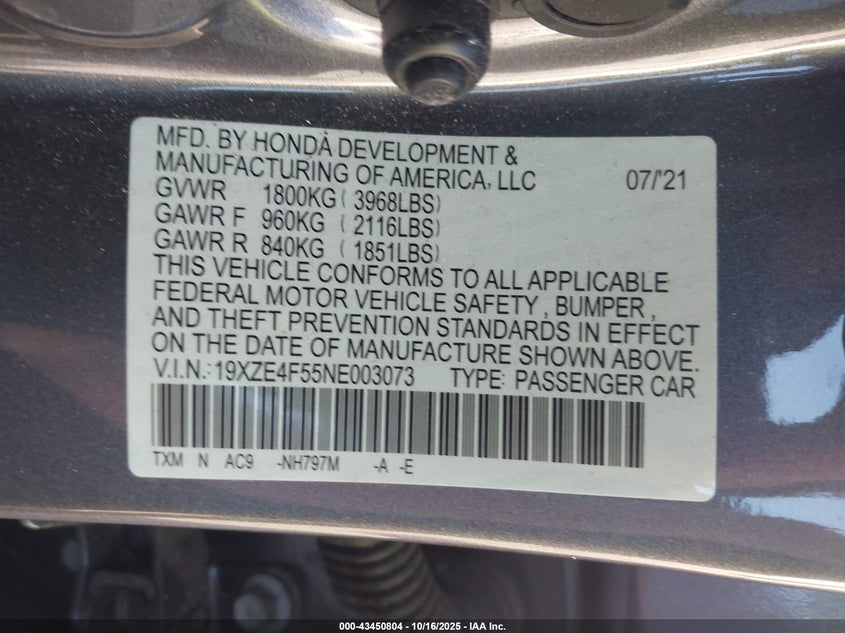 MFD. BY HONDA DEVELOPMENT &
MANUFACTURING OF AMERICA, LLC 07/'21
GVWR 1800KG ( 3968LBS)
GAWR F 960KG ( 2116LBS)
GAWR R 840KG ( 1851LBS)
THIS VEHICLE CONFORMS TO ALL APPLICABLE
FEDERAL MOTOR VEHICLE SAFETY , BUMPER ,
AND THEFT PREVENTION STANDARDS IN EFFECT
ON THE DATE OF MANUFACTURE SHOWN ABOVE.
V.I.N.: 19XZE4F55NE003073 TYPE: PASSENGER CAR
TXM N AC9 -NH797M -A -E
000-43450804 - 10/16/2025 - IAA Inc.